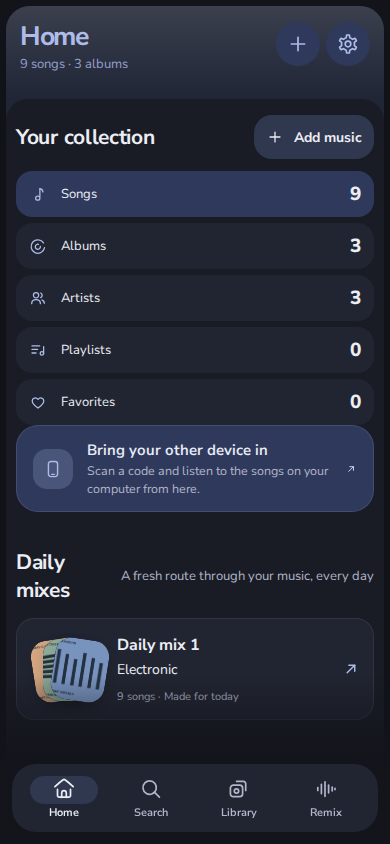 Home
9 songs · 3 albums
Your collection
Add music
Songs 9
Albums 3
Artists 3
Playlists 0
Favorites 0
Bring your other device in
Scan a code and listen to the songs on your
computer from here.
Daily
mixes
A fresh route through your music, every day
Daily mix 1
Electronic
9 songs · Made for today
Home Search Library Remix